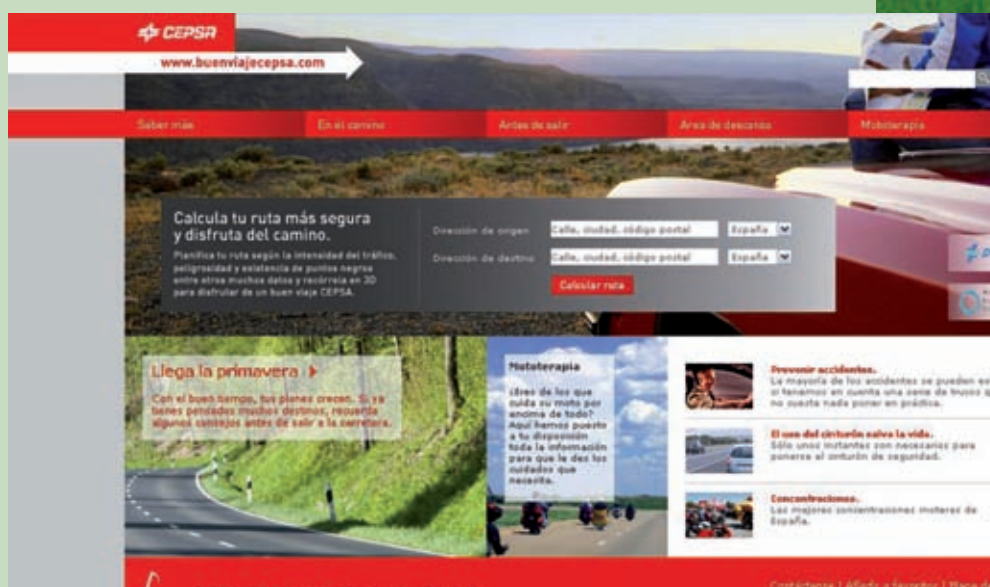 CEPSA
www.buenviajecepsa.com
Saber más
En el camino
Antes de salir
Area de descanso
Mototerapia
Calcula tu ruta más segura
y disfruta del camino.
Planifica tu ruta según la intensidad del tráfico,
peligrosidad y existencia de puntos negros
entre otros muchos datos y recórrela en 3D
para disfrutar de un buen viaje CEPSA.
Dirección de origen
Calle, ciudad, código postal
España
Dirección de destino
Calle, ciudad, código postal
España
Calcular ruta
Llega la primavera
Con el buen tiempo, tus planes crecen. Si ya
tienes pensados muchos destinos, recuerda
algunos consejos antes de salir a la carretera.
Mototerapia
¿Eres de los que
cuida su moto por
encima de todo?
Aquí hemos puesto
a tu disposición
toda la información
para que le des los
cuidados que
necesita.
Prevenir accidentes.
La mayoría de los accidentes se pueden
si tenemos en cuenta una serie de trucos
no cuesta nada poner en práctica.
El uso del cinturón salva la vida.
Sólo unos instantes son necesarios para
ponerse el cinturón de seguridad.
Concentraciones.
Las mejores concentraciones moteras de
España.
Contáctanos | Añadir a favoritos | Mapa